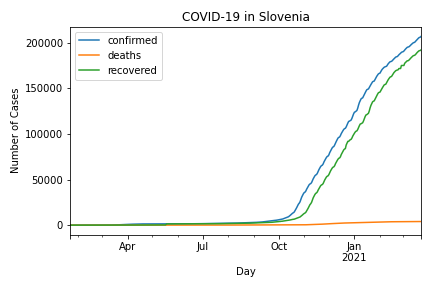 COVID-19 in Slovenia
confirmed
deaths
recovered
Number of Cases
200000
150000
100000
50000
0
Apr
Jul
Oct
Jan
2021
Day